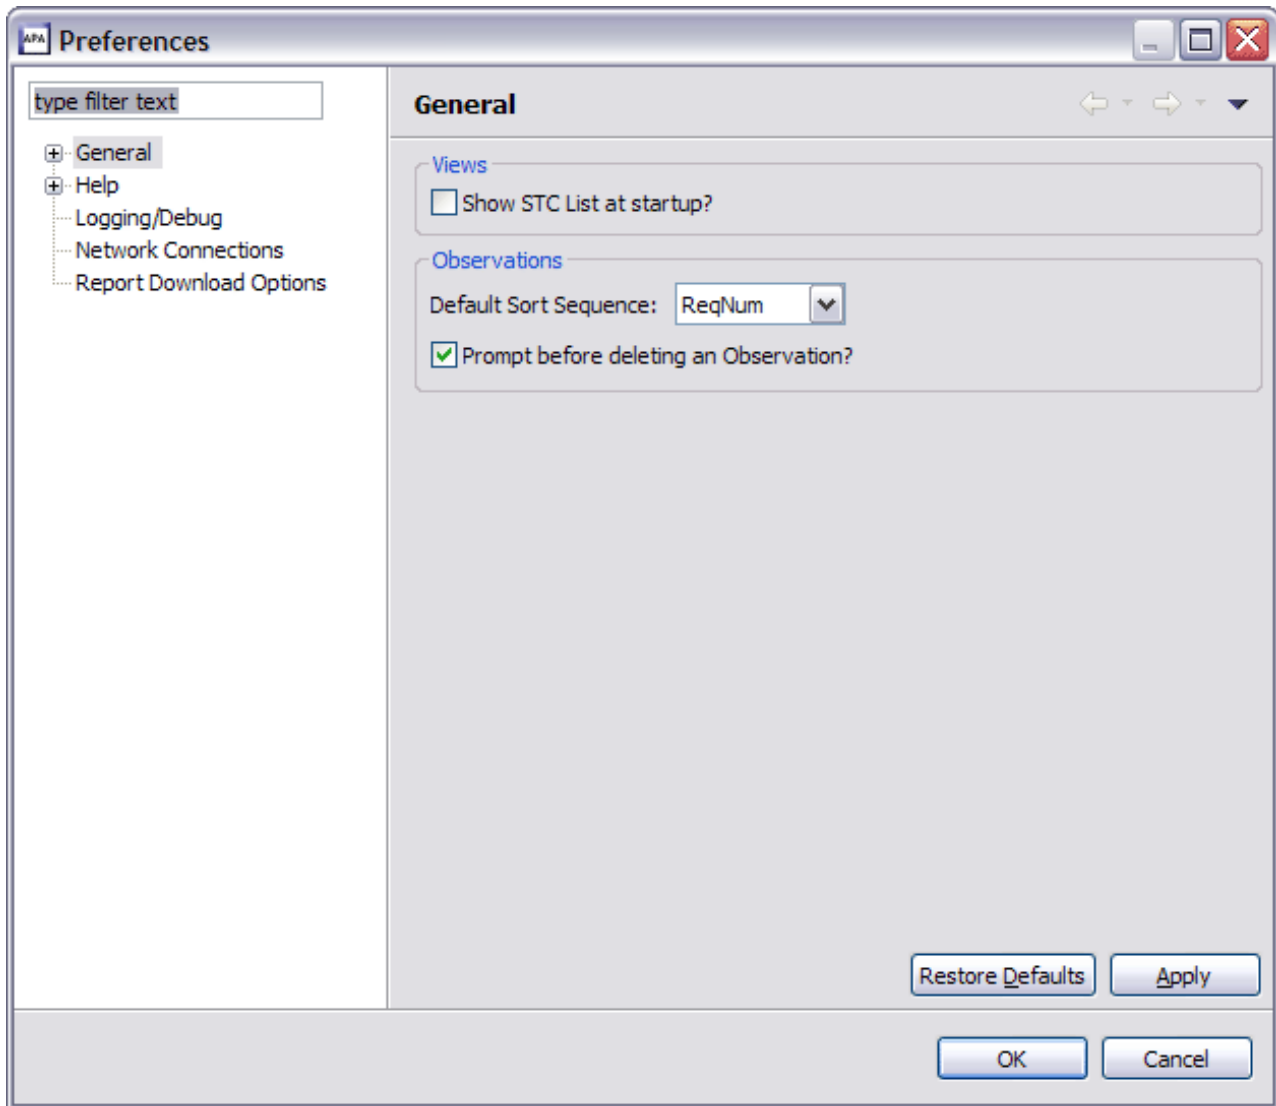 APA Preferences
type filter text
General
Help
Logging/Debug
Network Connections
Report Download Options
General
Views
Show STC List at startup?
Observations
Default Sort Sequence: ReqNum
Prompt before deleting an Observation?
Restore Defaults Apply
OK Cancel